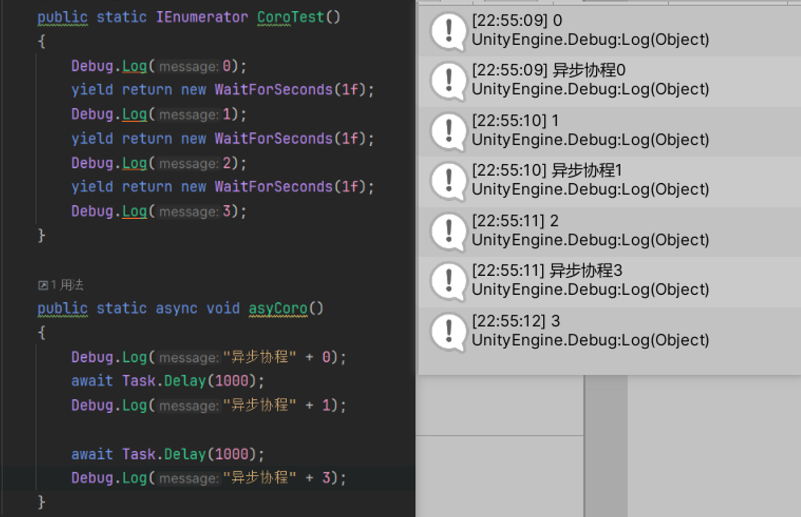 public static IEnumerator CoroTest()
{
Debug.Log(message:0);
yield return new WaitForSeconds(1f);
Debug.Log(message:1);
yield return new WaitForSeconds(1f);
Debug.Log(message:2);
yield return new WaitForSeconds(1f);
Debug.Log(message:3);
}
1 用法
public static async void asyCoro()
{
Debug.Log(message:"异步协程" + 0);
await Task.Delay(1000);
Debug.Log(message:"异步协程" + 1);
await Task.Delay(1000);
Debug.Log(message:"异步协程" + 3);
}
[22:55:09] 0
UnityEngine.Debug:Log(Object)
[22:55:09] 异步协程0
UnityEngine.Debug:Log(Object)
[22:55:10] 1
UnityEngine.Debug:Log(Object)
[22:55:10] 异步协程1
UnityEngine.Debug:Log(Object)
[22:55:11] 2
UnityEngine.Debug:Log(Object)
[22:55:11] 异步协程3
UnityEngine.Debug:Log(Object)
[22:55:12] 3
UnityEngine.Debug:Log(Object)